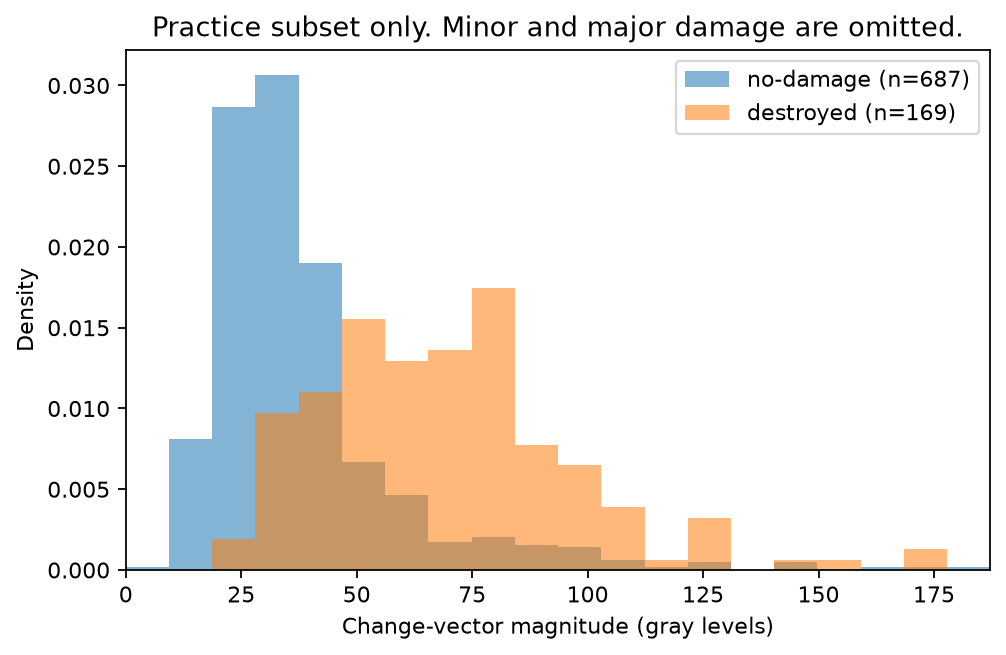 Practice subset only. Minor and major damage are omitted.
no-damage (n=687)
destroyed (n=169)
Density
0.030
0.025
0.020
0.015
0.010
0.005
0.000
0 25 50 75 100 125 150 175
Change-vector magnitude (gray levels)